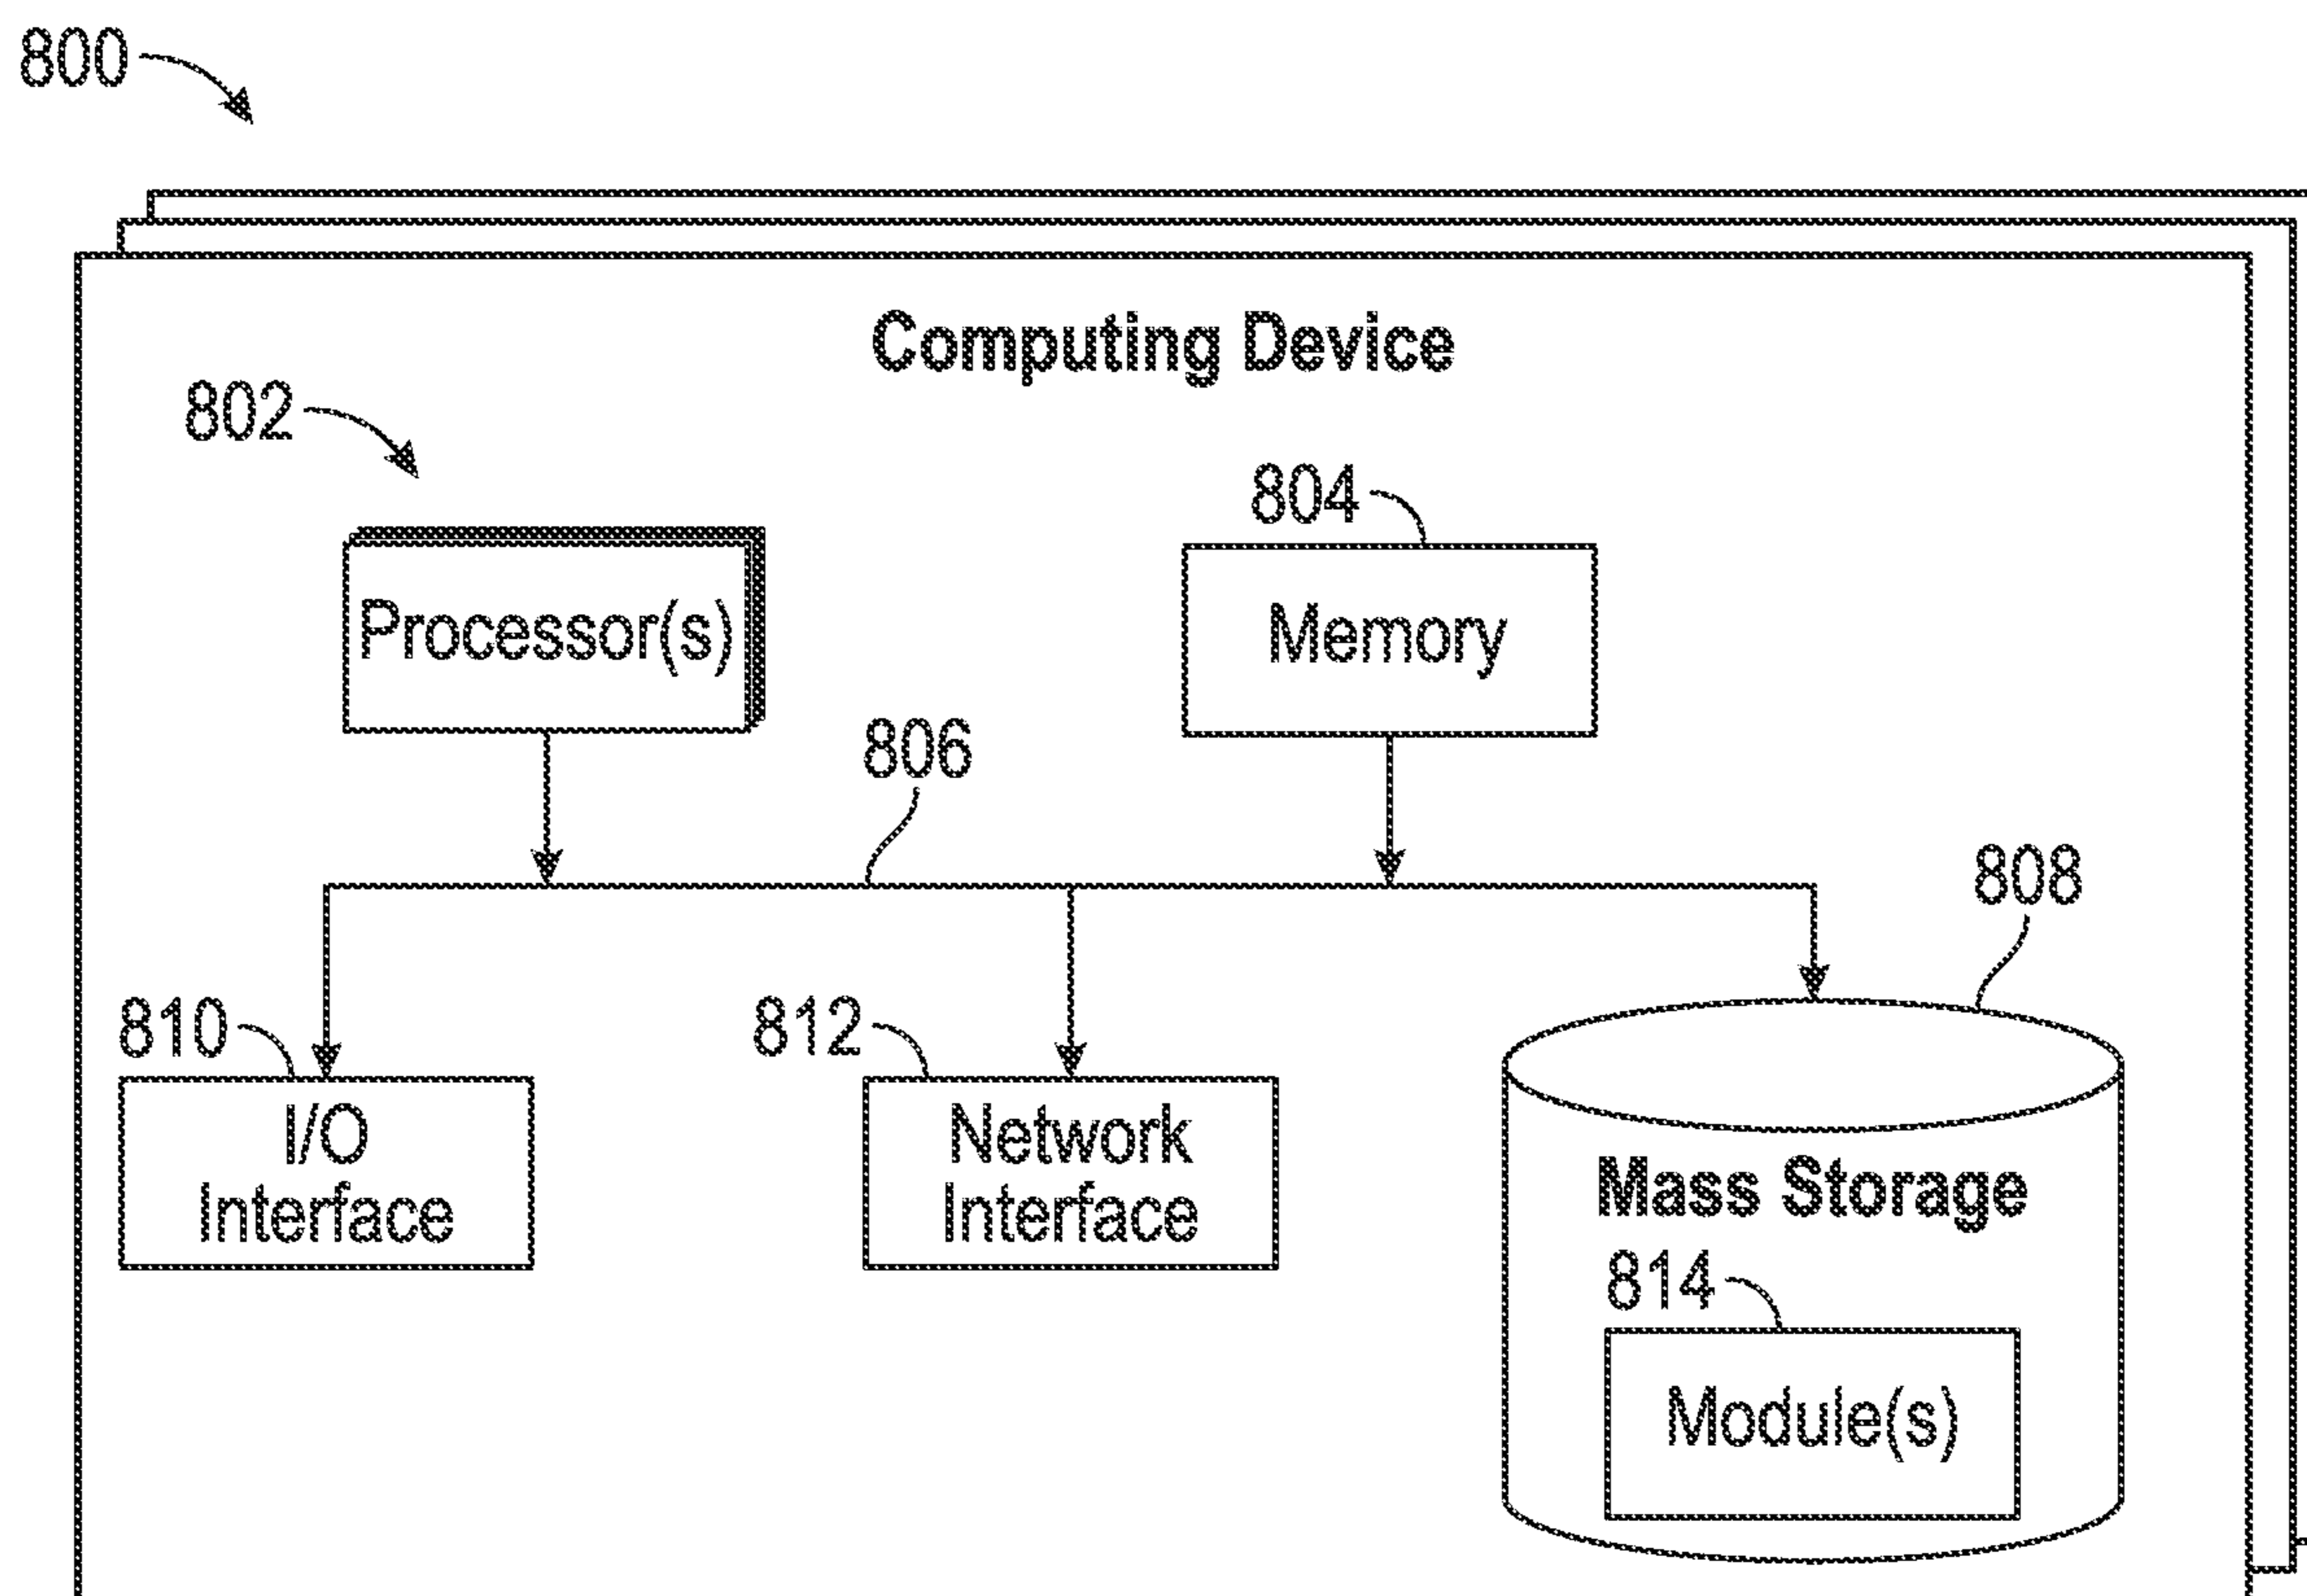 800
Computing Device
802
804
Processor(s)
Memory
806
808
810
812
I/O
Interface
Network
Interface
Mass Storage
814
Module(s)